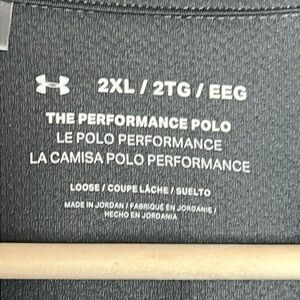 2XL / 2TG / EEG
THE PERFORMANCE POLO
LE POLO PERFORMANCE
LA CAMISA POLO PERFORMANCE
LOOSE / COUPE LÂCHE / SUELTO
MADE IN JORDAN / FABRIQUÉ EN JORDANIE /
HECHO EN JORDANIA